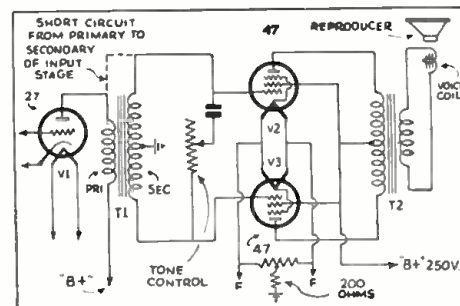 SHORT CIRCUIT
FROM PRIMARY TO
SECONDARY
OF INPUT
STAGE
47
REPRODUCER
27
VOICE
COIL
V1
V2
V3
PRI
SEC
T1
T2
47
TONE
CONTROL
F
F
200
OHMS
"B+"
"B+"250V.